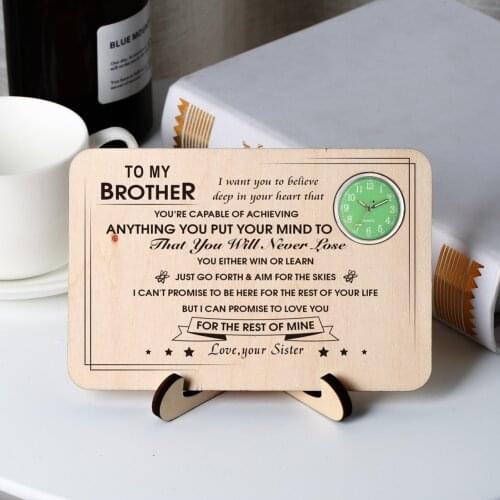 BLUE MOUN
TO MY
BROTHER
I want you to believe
deep in your heart that
YOU'RE CAPABLE OF ACHIEVING
ANYTHING YOU PUT YOUR MIND TO
That You Will Never Lose
YOU EITHER WIN OR LEARN
JUST GO FORTH & AIM FOR THE SKIES
I CAN'T PROMISE TO BE HERE FOR THE REST OF YOUR LIFE
BUT I CAN PROMISE TO LOVE YOU
FOR THE REST OF MINE
Love,your Sister